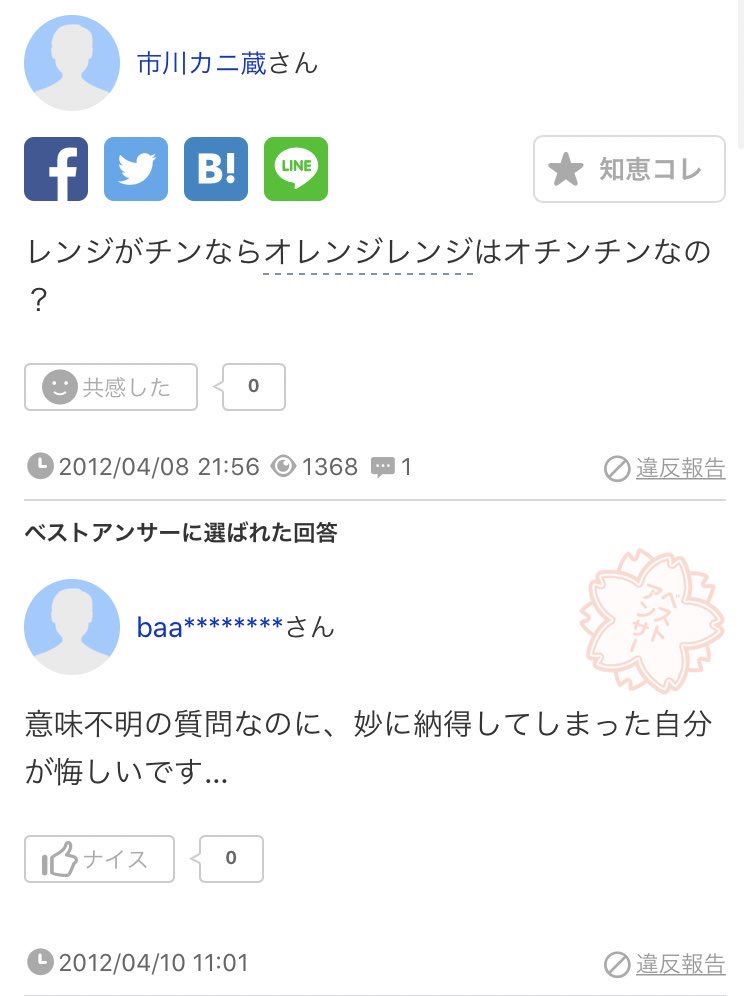 市川カニ蔵さん
f
B!
LINE
知恵コレ
レンジがチンならオレンジレンジはオチンチンなの
？
共感した
0
2012/04/08 21:56
1368
1
違反報告
ベストアンサーに選ばれた回答
ベスト
アンサー
baa********さん
意味不明の質問なのに、妙に納得してしまった自分
が悔しいです...
ナイス
0
2012/04/10 11:01
違反報告